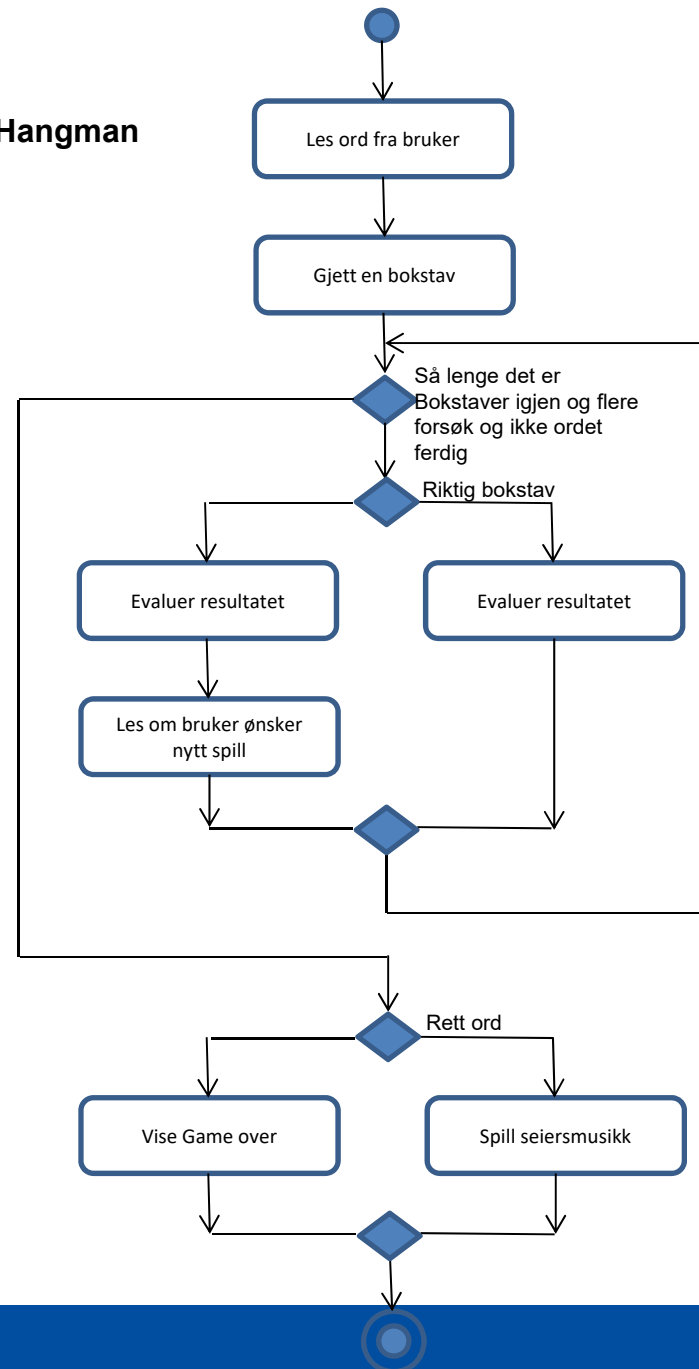 Hangman
Les ord fra bruker
Gjett en bokstav
Så lenge det er
Bokstaver igjen og flere
forsøk og ikke ordet
ferdig
Riktig bokstav
Evaluer resultatet
Evaluer resultatet
Les om bruker ønsker
nytt spill
Rett ord
Vise Game over
Spill seiersmusikk